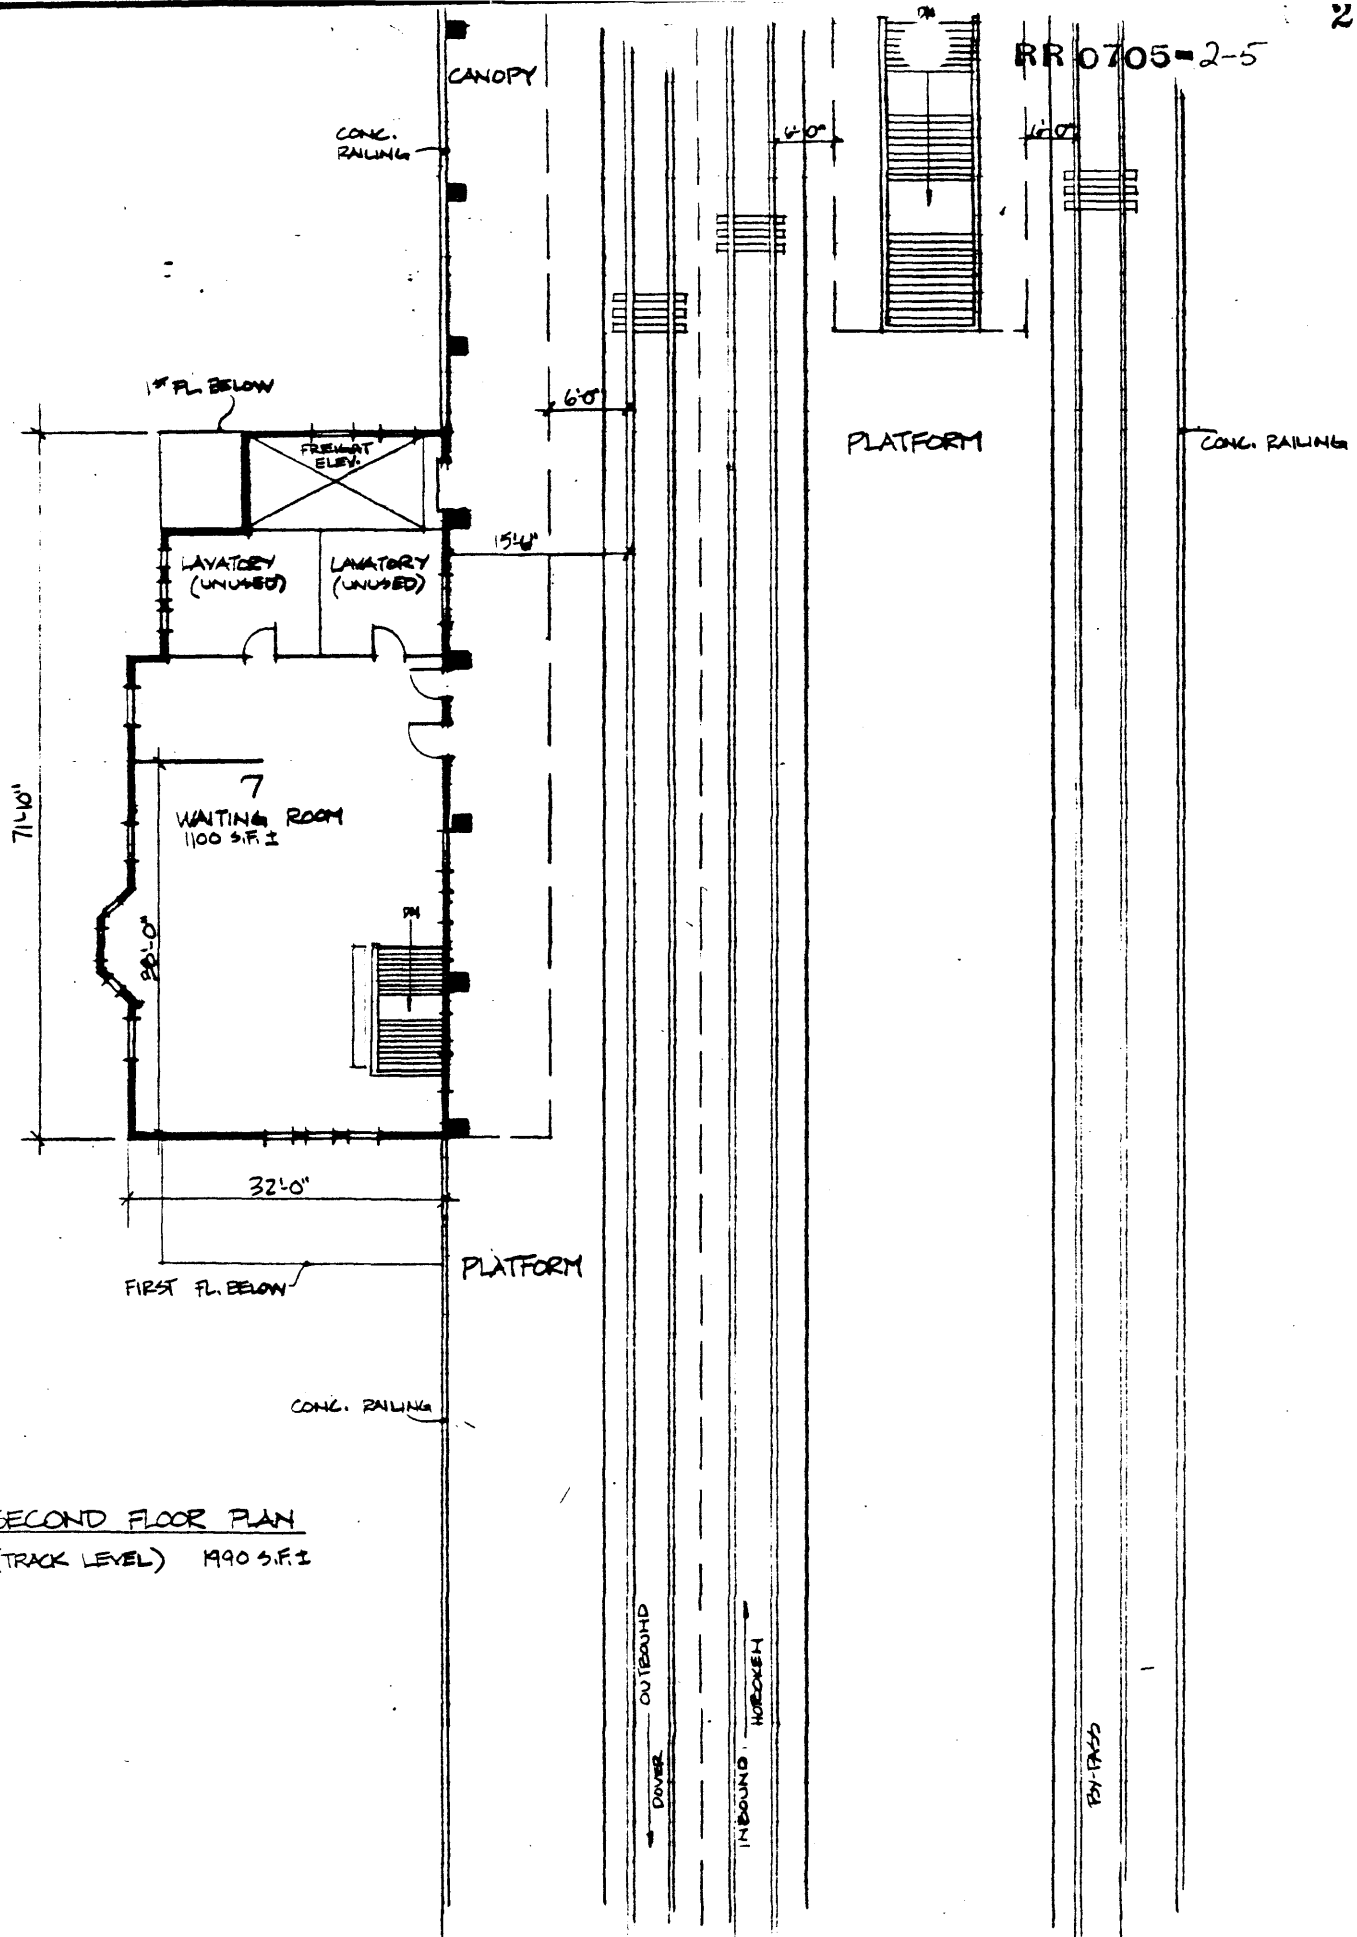 2
RR 0705-2-5
DN
CANOPY
CONC.
RAILING
6'-0"
6'-0"
1st FL. BELOW
6'-0"
FREIGHT
ELEV.
PLATFORM
CONC. RAILING
15'-6"
LAVATORY
(UNUSED)
LAVATORY
(UNUSED)
71'-10"
7
WAITING ROOM
1100 S.F. ±
DN
32'-0"
PLATFORM
FIRST FL. BELOW
CONC. RAILING
SECOND FLOOR PLAN
(TRACK LEVEL) 1990 S.F. ±
OUTBOUND
DOVER
INBOUND
HOBOKEN
BY-PASS